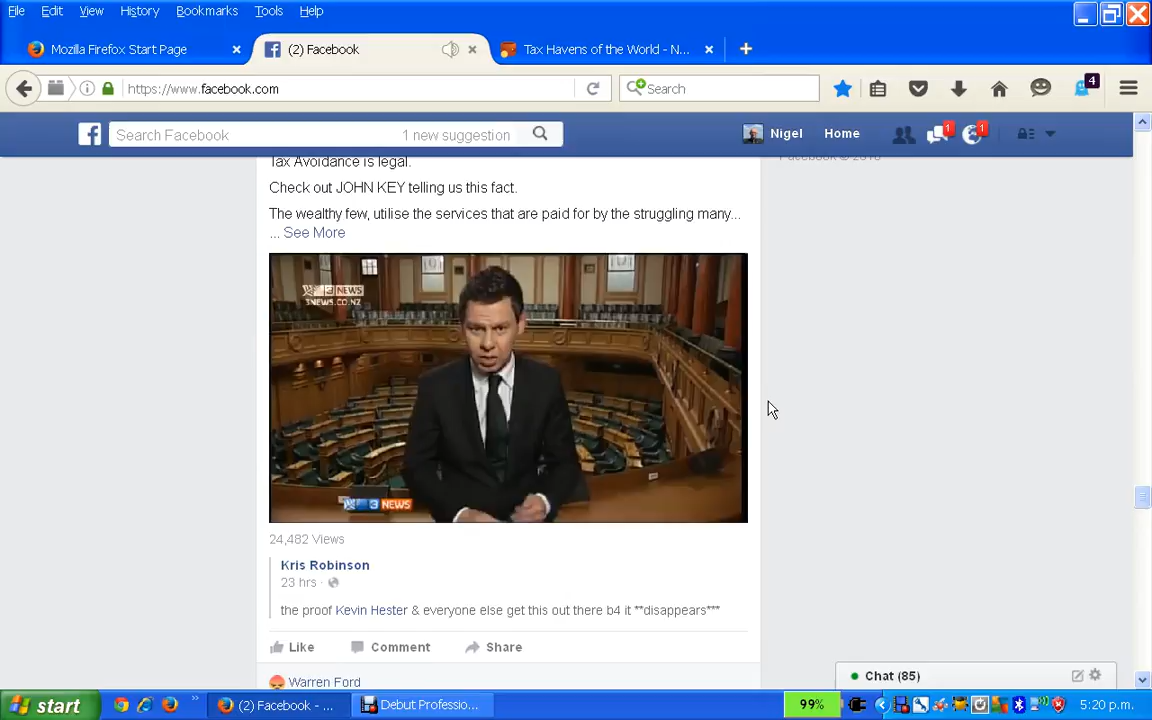 File Edit View History Bookmarks Tools Help
Mozilla Firefox Start Page
(2) Facebook
Tax Havens of the World - N...
https://www.facebook.com
Search
4
Search Facebook
1 new suggestion
Nigel
Home
1
1
Tax Avoidance is legal.
Check out JOHN KEY telling us this fact.
The wealthy few, utilise the services that are paid for by the struggling many...
... See More
3 NEWS
3NEWS.CO.NZ
3 NEWS
24,482 Views
Kris Robinson
23 hrs ·
the proof Kevin Hester & everyone else get this out there b4 it **disappears***
Like
Comment
Share
Warren Ford
Chat (85)
start
(2) Facebook - ...
Debut Professio...
99%
5:20 p.m.